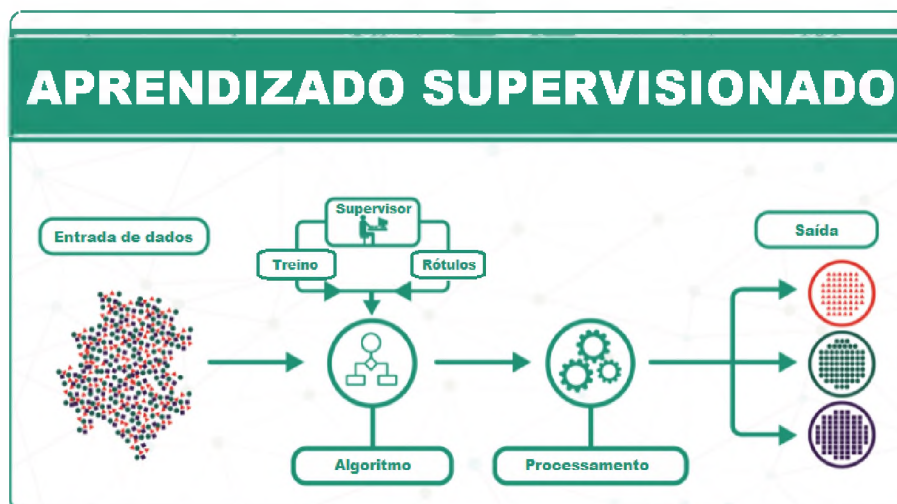 APRENDIZADO SUPERVISIONADO
Supervisor
Entrada de dados
Saída
Treino
Rótulos
Algoritmo
Processamento